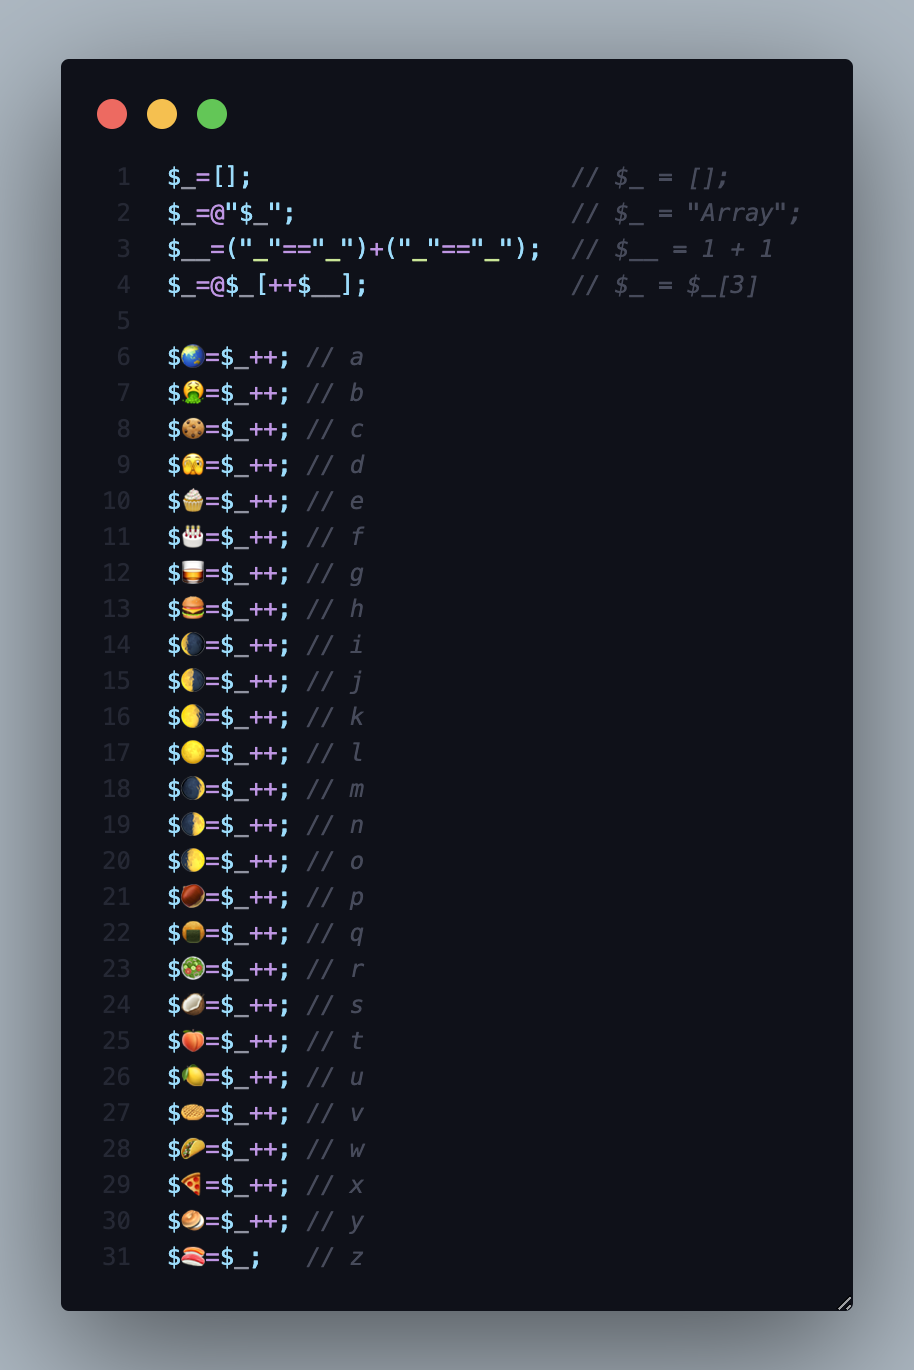 1 $_=[]; // $_ = [];
2 $_=@"$_"; // $_ = "Array";
3 $__=("_"=="_")+("_"=="_"); // $__ = 1 + 1
4 $_=@$_[++$__]; // $_ = $_[3]
5
6 $🌏=$_++; // a
7 $🤮=$_++; // b
8 $🍪=$_++; // c
9 $🫣=$_++; // d
10 $🧁=$_++; // e
11 $🎂=$_++; // f
12 $🥃=$_++; // g
13 $🍔=$_++; // h
14 $🌘=$_++; // i
15 $🌗=$_++; // j
16 $🌖=$_++; // k
17 $🌕=$_++; // l
18 $🌒=$_++; // m
19 $🌓=$_++; // n
20 $🌔=$_++; // o
21 $🌰=$_++; // p
22 $🍘=$_++; // q
23 $🥗=$_++; // r
24 $🥥=$_++; // s
25 $🍑=$_++; // t
26 $🍋=$_++; // u
27 $🫓=$_++; // v
28 $🌮=$_++; // w
29 $🍕=$_++; // x
30 $🍥=$_++; // y
31 $🍣=$_; // z